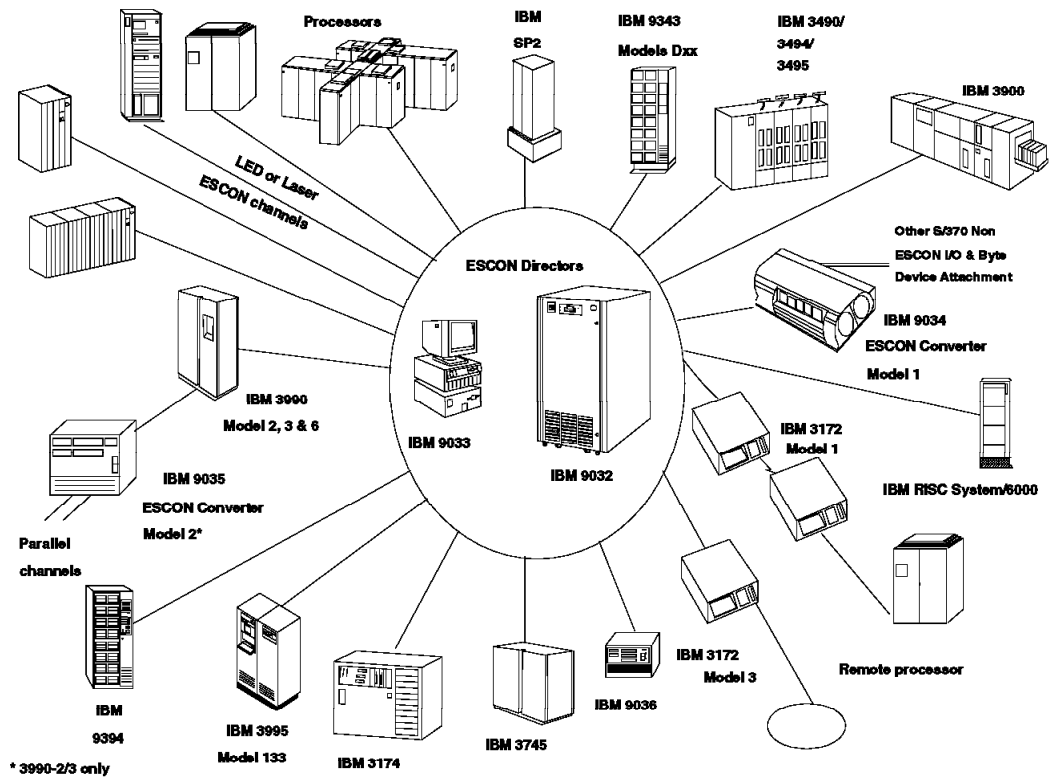 Processors
IBM
SP2
IBM 9343
Models Dxx
IBM 3490/
3494/
3495
IBM 3900
LED or Laser
ESCON channels
Other S/370 Non
ESCON I/O & Byte
Device Attachment
ESCON Directors
IBM 9034
ESCON Converter
Model 1
IBM 3990
Model 2, 3 & 6
IBM 9033
IBM 9032
IBM 3172
Model 1
IBM RISC System/6000
IBM 9035
ESCON Converter
Model 2*
Parallel
channels
IBM
9394
IBM 3995
Model 133
IBM 3174
IBM 3745
IBM 9036
IBM 3172
Model 3
Remote processor
* 3990-2/3 only